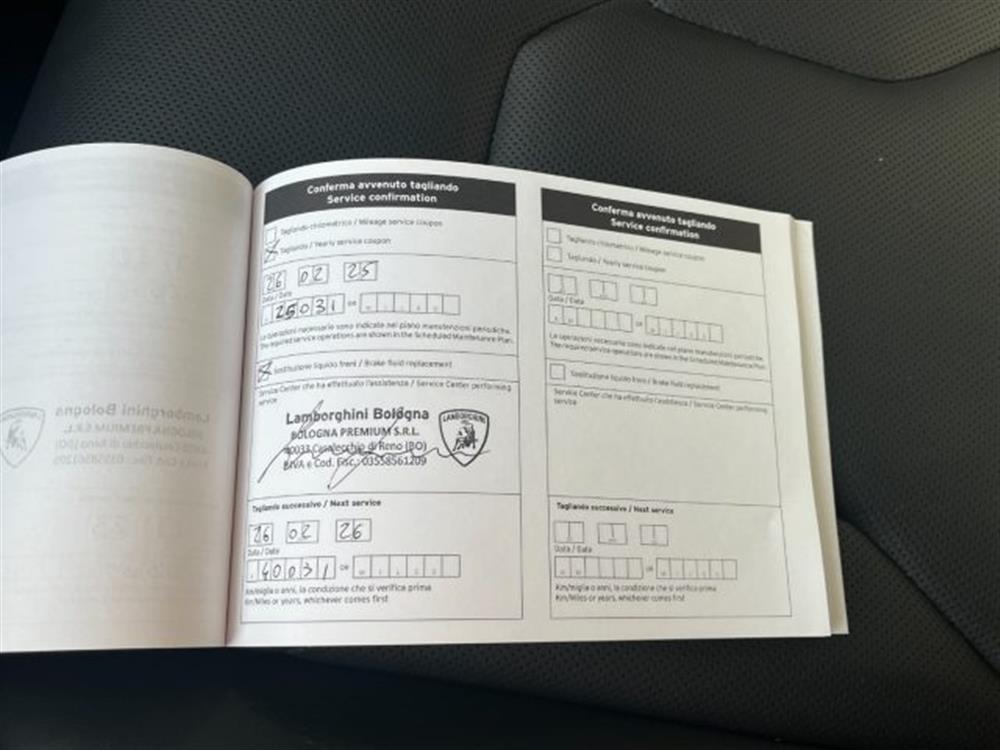 Conferma avvenuto tagliando
Service confirmation
Tagliando chilometrico / Mileage service coupon
Tagliando / Yearly service coupon
26 02 25
Data / Date
25031 OR
Le operazioni necessarie sono indicate nel piano manutenzioni periodiche.
The required service operations are shown in the Scheduled Maintenance Plan.
Sostituzione liquido freni / Brake fluid replacement
Service Center che ha effettuato l'assistenza / Service Center performing
service
Lamborghini Bologna
BOLOGNA PREMIUM S.R.L.
40033 Casalecchio di Reno (BO)
P.IVA e Cod. Fisc.: 03558561209
LAMBORGHINI
Tagliando successivo / Next service
26 02 26
Data / Date
40031 OR
Km/miglia o anni, la condizione che si verifica prima
Km/Miles or years, whichever comes first
Conferma avvenuto tagliando
Service confirmation
Tagliando chilometrico / Mileage service coupon
Tagliando / Yearly service coupon
Data / Date
OR
Le operazioni necessarie sono indicate nel piano manutenzioni periodiche.
The required service operations are shown in the Scheduled Maintenance Plan.
Sostituzione liquido freni / Brake fluid replacement
Service Center che ha effettuato l'assistenza / Service Center performing
service
Tagliando successivo / Next service
Data / Date
OR
Km/miglia o anni, la condizione che si verifica prima
Km/Miles or years, whichever comes first